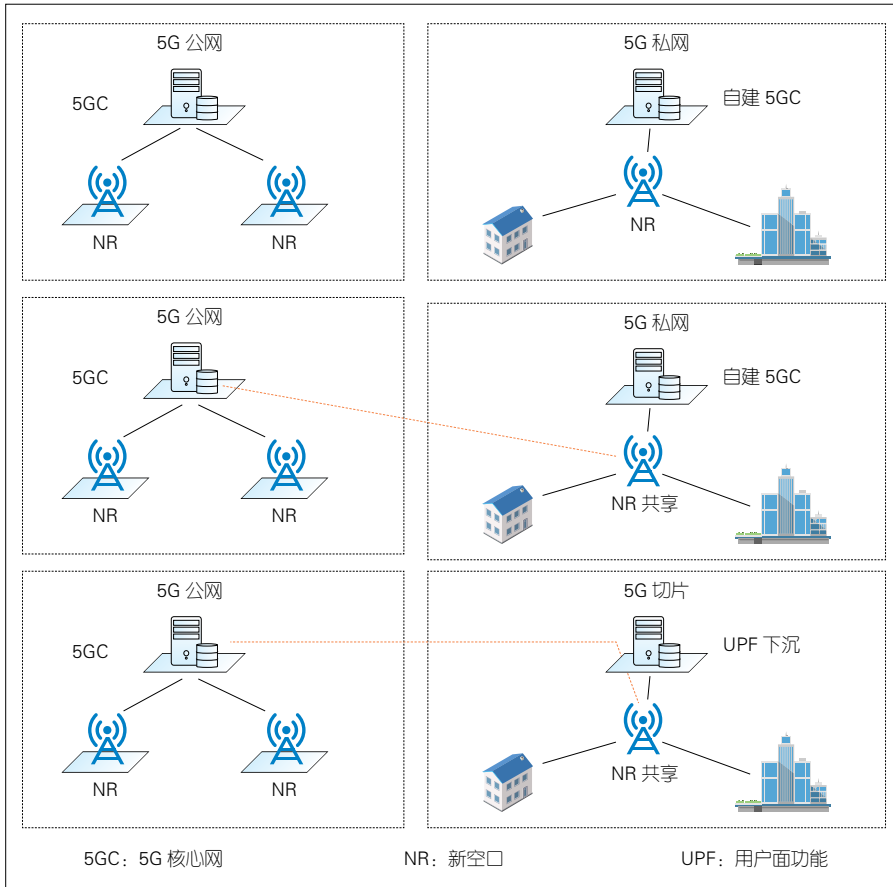 5G 公网
5GC
NR
NR
5G 私网
自建 5GC
NR
5G 公网
5GC
NR
NR
5G 私网
自建 5GC
NR 共享
5G 公网
5GC
NR
NR
5G 切片
UPF 下沉
NR 共享
5GC：5G 核心网
NR：新空口
UPF：用户面功能